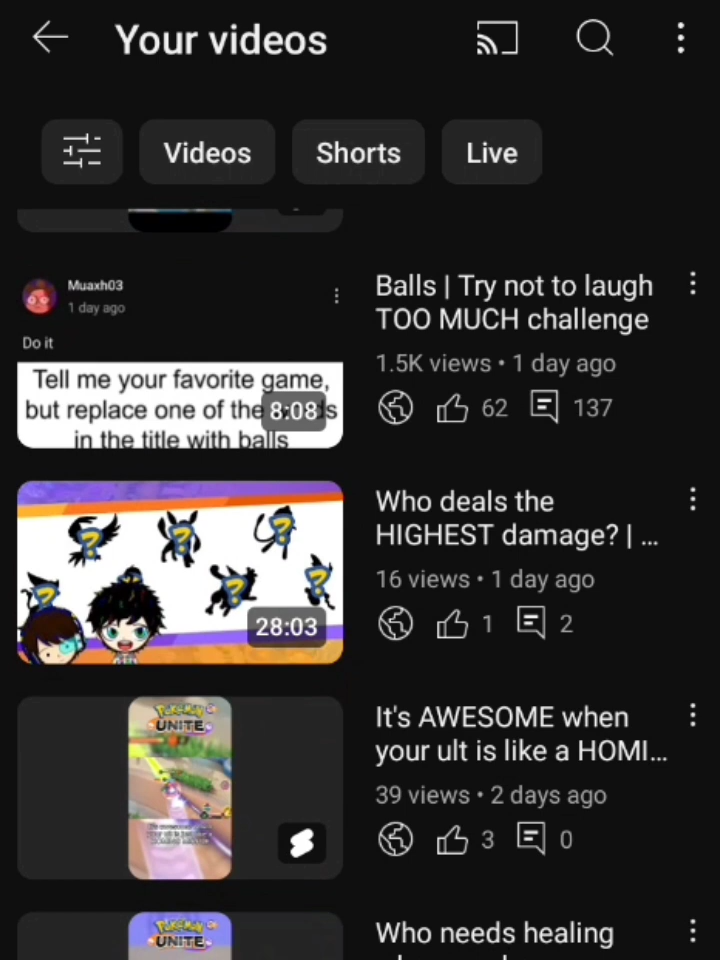 Your videos
Videos
Shorts
Live
Muaxh03
1 day ago
Do it
Tell me your favorite game,
but replace one of the
in the title with balls
8:08
Balls | Try not to laugh
TOO MUCH challenge
1.5K views • 1 day ago
62
137
28:03
Who deals the
HIGHEST damage? | ...
16 views • 1 day ago
1
2
POKÉMON
UNITE
It's AWESOME when
your ult is like a HOMI...
39 views • 2 days ago
3
0
POKÉMON
UNITE
Who needs healing